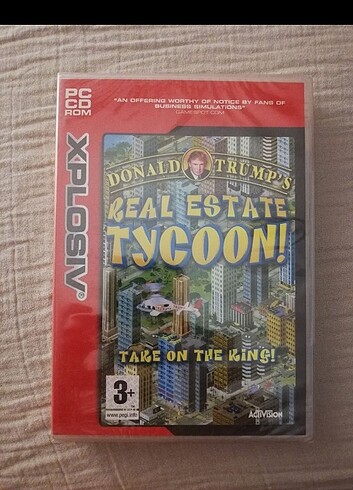 PC
CD
ROM
"AN OFFERING WORTHY OF NOTICE BY FANS OF
BUSINESS SIMULATIONS"
GAMESPOT.COM
XPLOSIV®
DONALD TRUMP'S
REAL ESTATE
TYCOON!
TAKE ON THE KING!
3+
www.pegi.info
ACTIVISION